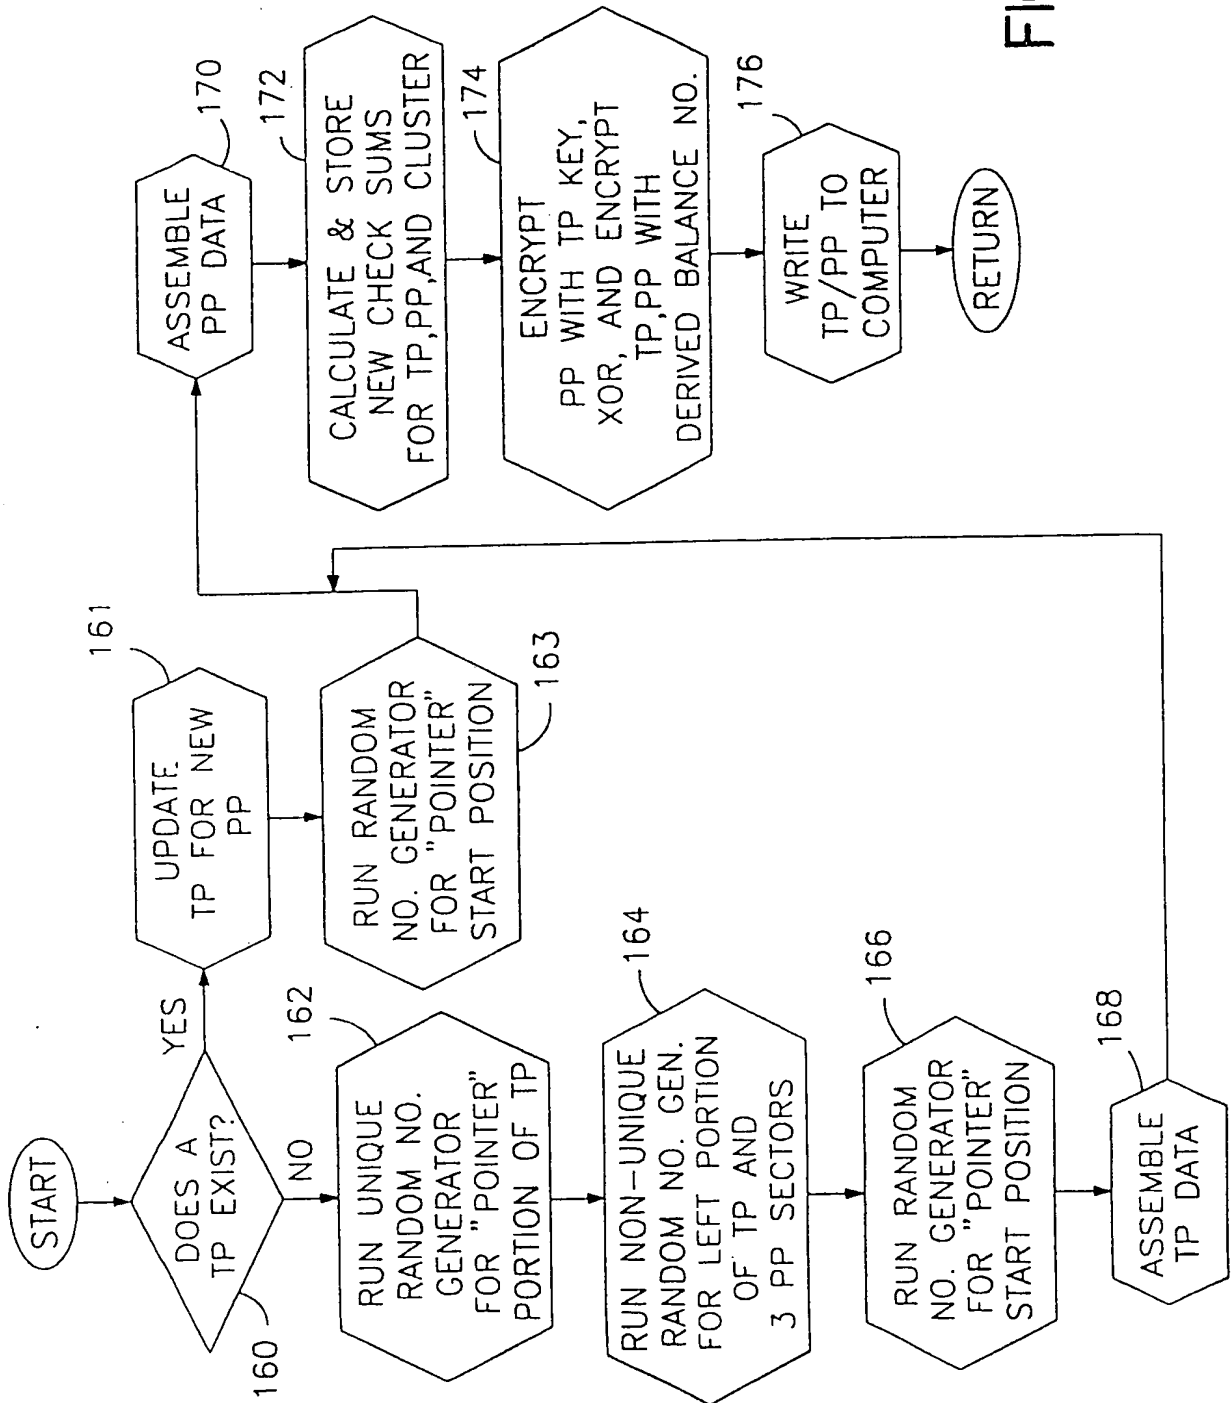 START
DOES A
TP EXIST?
160
YES
NO
UPDATE
TP FOR NEW
PP
161
RUN RANDOM
NO. GENERATOR
FOR "POINTER"
START POSITION
163
RUN UNIQUE
RANDOM NO.
GENERATOR
FOR "POINTER"
PORTION OF TP
162
RUN NON-UNIQUE
RANDOM NO. GEN.
FOR LEFT PORTION
OF TP AND
3 PP SECTORS
164
RUN RANDOM
NO. GENERATOR
FOR "POINTER"
START POSITION
166
ASSEMBLE
TP DATA
168
ASSEMBLE
PP DATA
170
CALCULATE & STORE
NEW CHECK SUMS
FOR TP,PP,AND CLUSTER
172
ENCRYPT
PP WITH TP KEY,
XOR, AND ENCRYPT
TP,PP WITH
DERIVED BALANCE NO.
174
WRITE
TP/PP TO
COMPUTER
176
RETURN